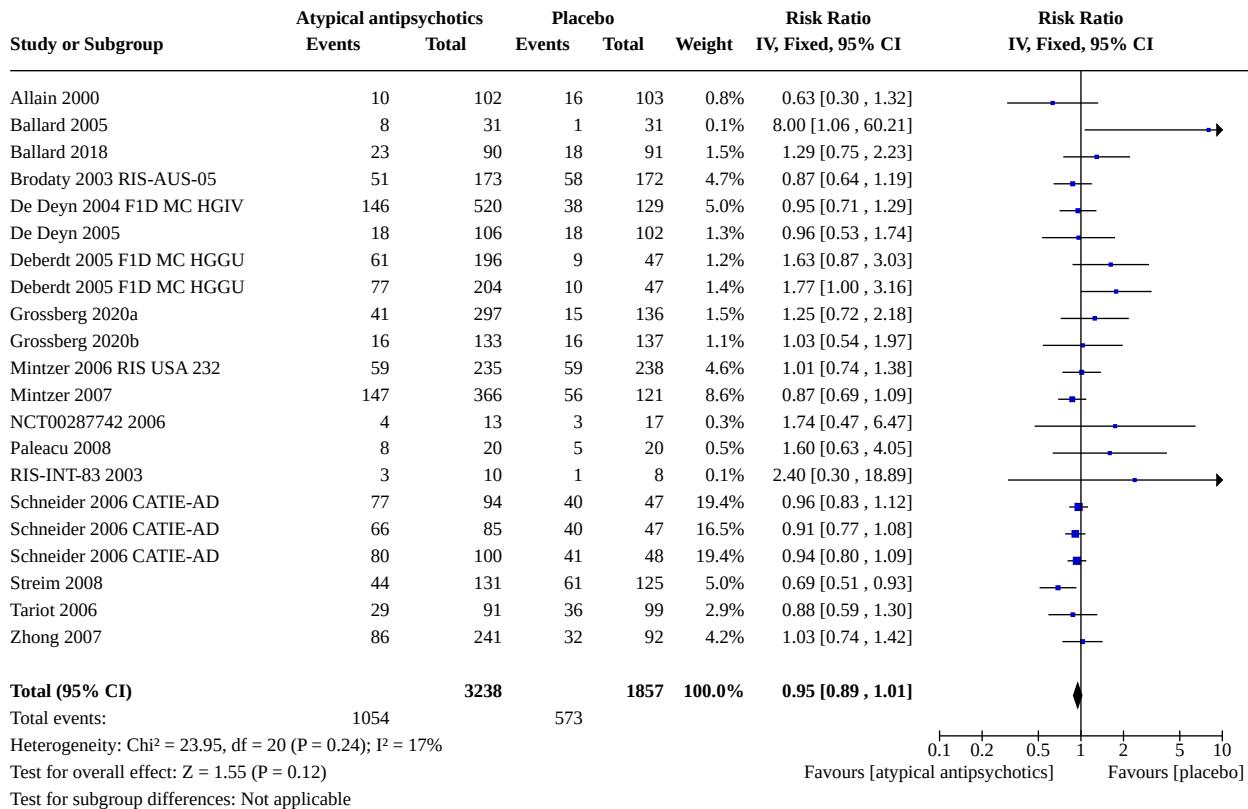 Atypical antipsychotics Placebo Risk Ratio Risk Ratio
Study or Subgroup Events Total Events Total Weight IV, Fixed, 95% CI IV, Fixed, 95% CI
Allain 2000 10 102 16 103 0.8% 0.63 [0.30 , 1.32]
Ballard 2005 8 31 1 31 0.1% 8.00 [1.06 , 60.21]
Ballard 2018 23 90 18 91 1.5% 1.29 [0.75 , 2.23]
Brodaty 2003 RIS-AUS-05 51 173 58 172 4.7% 0.87 [0.64 , 1.19]
De Deyn 2004 F1D MC HGIV 146 520 38 129 5.0% 0.95 [0.71 , 1.29]
De Deyn 2005 18 106 18 102 1.3% 0.96 [0.53 , 1.74]
Deberdt 2005 F1D MC HGGU 61 196 9 47 1.2% 1.63 [0.87 , 3.03]
Deberdt 2005 F1D MC HGGU 77 204 10 47 1.4% 1.77 [1.00 , 3.16]
Grossberg 2020a 41 297 15 136 1.5% 1.25 [0.72 , 2.18]
Grossberg 2020b 16 133 16 137 1.1% 1.03 [0.54 , 1.97]
Mintzer 2006 RIS USA 232 59 235 59 238 4.6% 1.01 [0.74 , 1.38]
Mintzer 2007 147 366 56 121 8.6% 0.87 [0.69 , 1.09]
NCT00287742 2006 4 13 3 17 0.3% 1.74 [0.47 , 6.47]
Paleacu 2008 8 20 5 20 0.5% 1.60 [0.63 , 4.05]
RIS-INT-83 2003 3 10 1 8 0.1% 2.40 [0.30 , 18.89]
Schneider 2006 CATIE-AD 77 94 40 47 19.4% 0.96 [0.83 , 1.12]
Schneider 2006 CATIE-AD 66 85 40 47 16.5% 0.91 [0.77 , 1.08]
Schneider 2006 CATIE-AD 80 100 41 48 19.4% 0.94 [0.80 , 1.09]
Streim 2008 44 131 61 125 5.0% 0.69 [0.51 , 0.93]
Tariot 2006 29 91 36 99 2.9% 0.88 [0.59 , 1.30]
Zhong 2007 86 241 32 92 4.2% 1.03 [0.74 , 1.42]
Total (95% CI) 3238 1857 100.0% 0.95 [0.89 , 1.01]
Total events: 1054 573
Heterogeneity: Chi² = 23.95, df = 20 (P = 0.24); I² = 17%
0.1 0.2 0.5 1 2 5 10
Test for overall effect: Z = 1.55 (P = 0.12)
Favours [atypical antipsychotics] Favours [placebo]
Test for subgroup differences: Not applicable